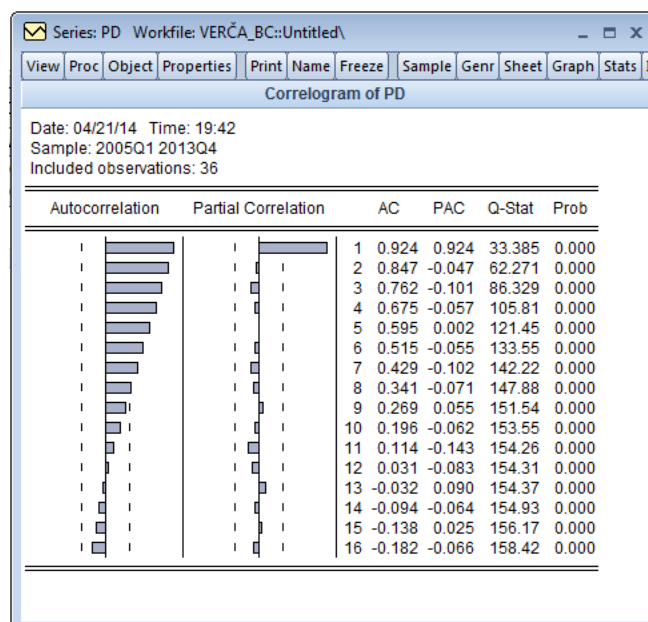 Series: PD Workfile: VERČA_BC::Untitled\
View Proc Object Properties Print Name Freeze Sample Genr Sheet Graph Stats
Correlogram of PD
Date: 04/21/14 Time: 19:42
Sample: 2005Q1 2013Q4
Included observations: 36
Autocorrelation Partial Correlation AC PAC Q-Stat Prob
1 0.924 0.924 33.385 0.000
2 0.847 -0.047 62.271 0.000
3 0.762 -0.101 86.329 0.000
4 0.675 -0.057 105.81 0.000
5 0.595 0.002 121.45 0.000
6 0.515 -0.055 133.55 0.000
7 0.429 -0.102 142.22 0.000
8 0.341 -0.071 147.88 0.000
9 0.269 0.055 151.54 0.000
10 0.196 -0.062 153.55 0.000
11 0.114 -0.143 154.26 0.000
12 0.031 -0.083 154.31 0.000
13 -0.032 0.090 154.37 0.000
14 -0.094 -0.064 154.93 0.000
15 -0.138 0.025 156.17 0.000
16 -0.182 -0.066 158.42 0.000